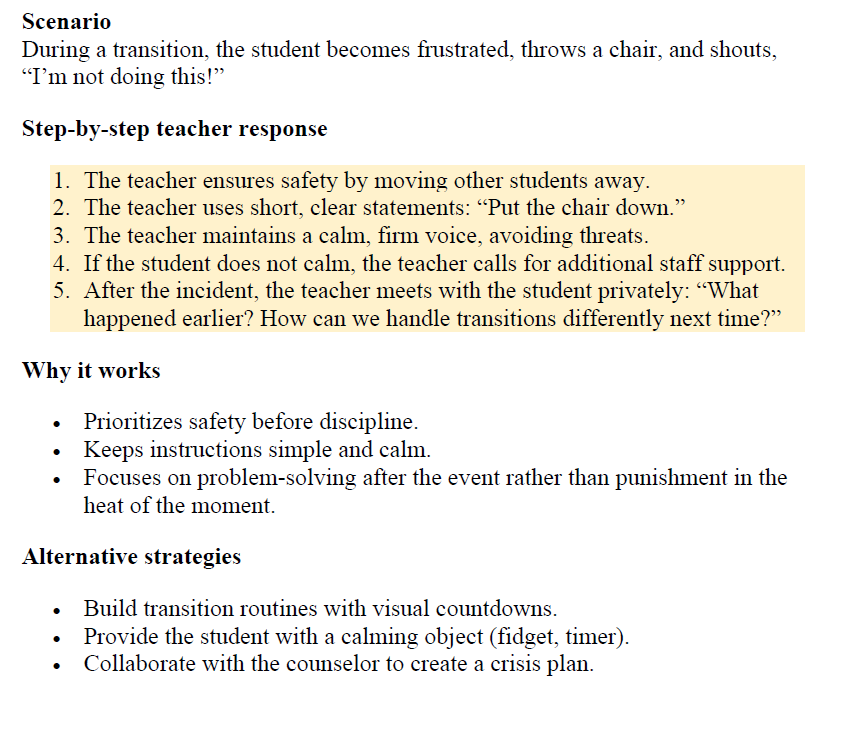 Scenario
During a transition, the student becomes frustrated, throws a chair, and shouts,
“I’m not doing this!”
Step-by-step teacher response
1. The teacher ensures safety by moving other students away.
2. The teacher uses short, clear statements: “Put the chair down.”
3. The teacher maintains a calm, firm voice, avoiding threats.
4. If the student does not calm, the teacher calls for additional staff support.
5. After the incident, the teacher meets with the student privately: “What
happened earlier? How can we handle transitions differently next time?”
Why it works
• Prioritizes safety before discipline.
• Keeps instructions simple and calm.
• Focuses on problem-solving after the event rather than punishment in the
heat of the moment.
Alternative strategies
• Build transition routines with visual countdowns.
• Provide the student with a calming object (fidget, timer).
• Collaborate with the counselor to create a crisis plan.